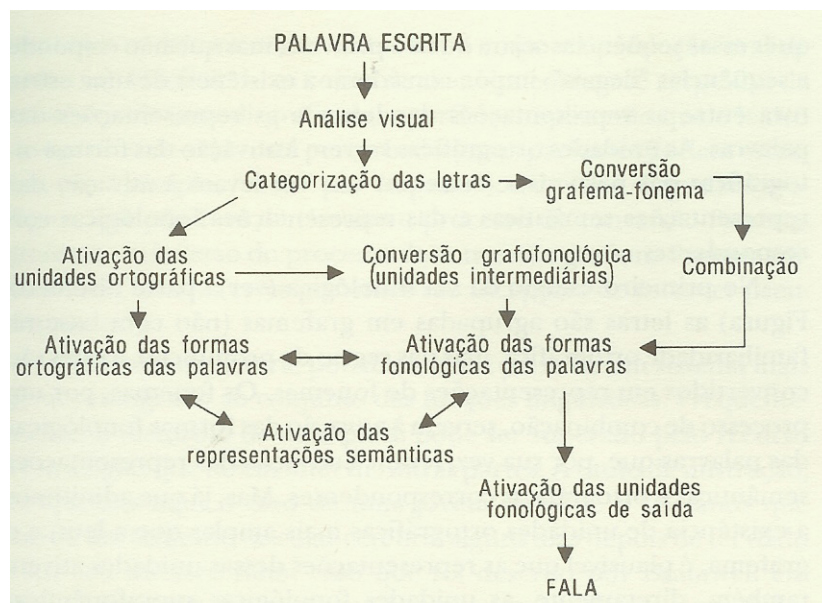 PALAVRA ESCRITA
Análise visual
Categorização das letras
Conversão
grafema-fonema
Ativação das
unidades ortográficas
Conversão grafofonológica
(unidades intermediárias)
Combinação
Ativação das formas
ortográficas das palavras
Ativação das formas
fonológicas das palavras
Ativação das
representações semânticas
Ativação das unidades
fonológicas de saída
FALA